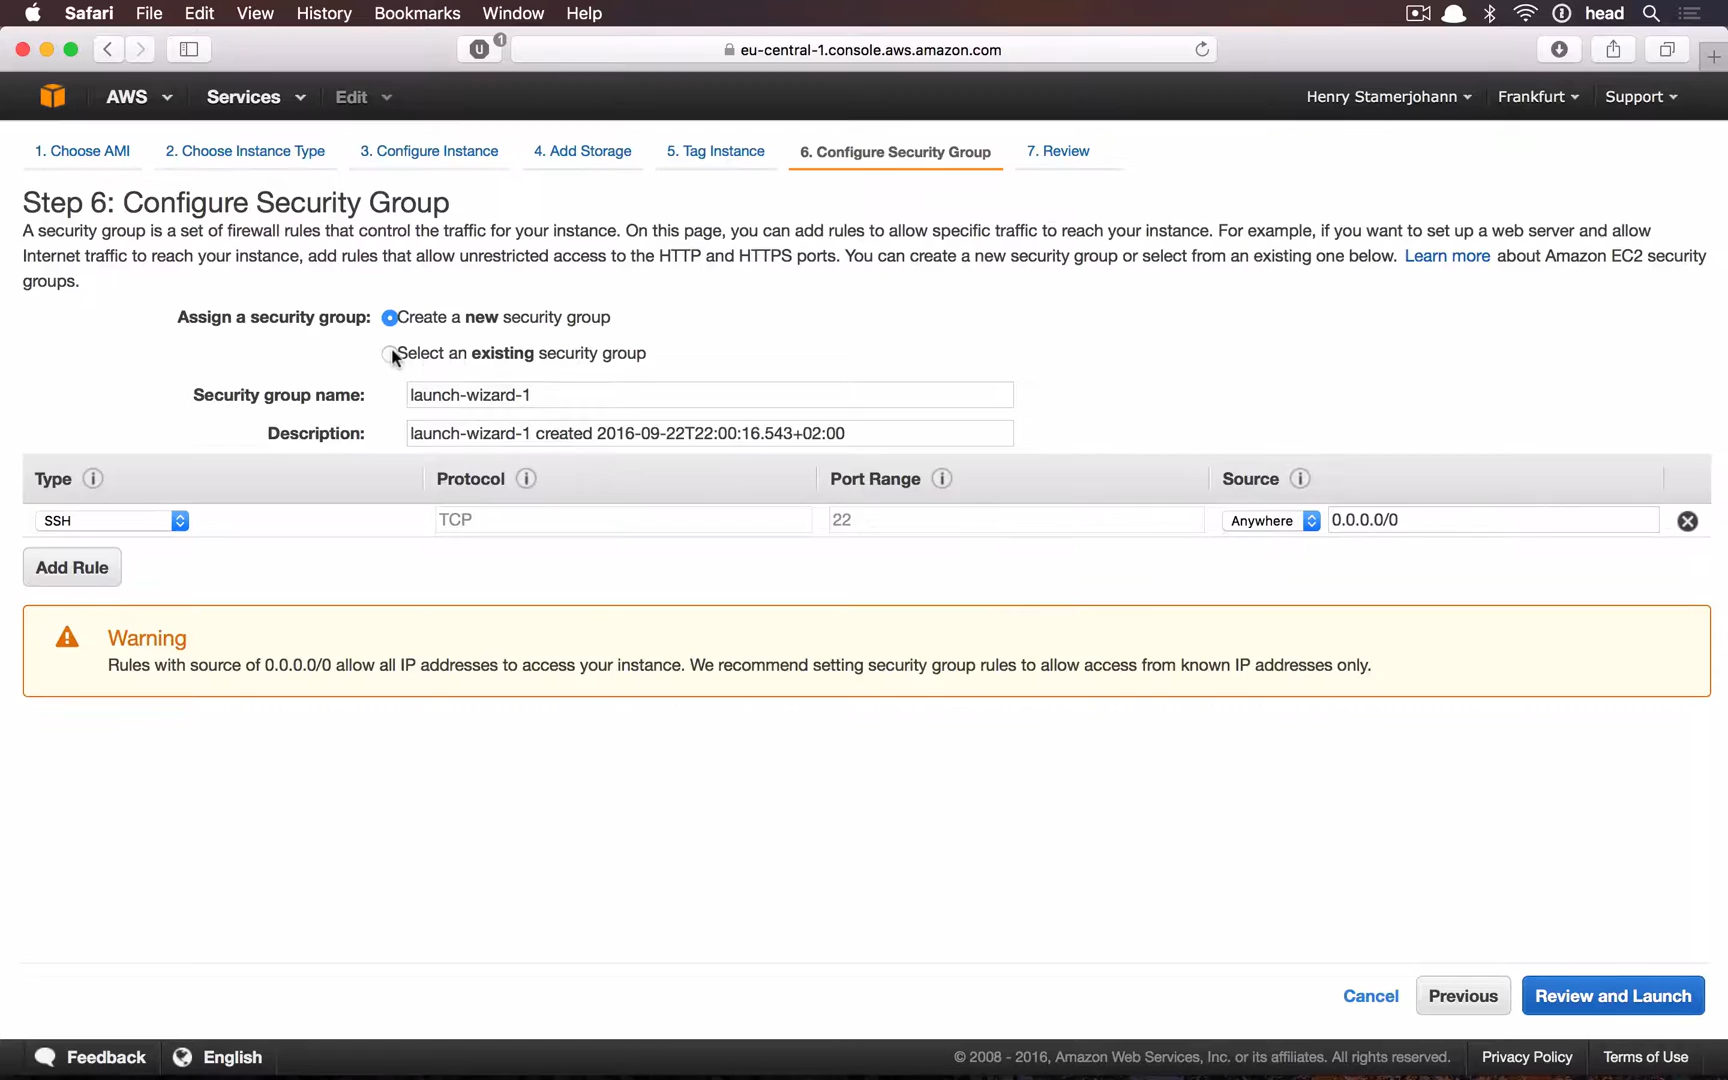 Safari File Edit View History Bookmarks Window Help head
1 eu-central-1.console.aws.amazon.com
AWS Services Edit Henry Stamerjohann Frankfurt Support
1. Choose AMI 2. Choose Instance Type 3. Configure Instance 4. Add Storage 5. Tag Instance 6. Configure Security Group 7. Review
Step 6: Configure Security Group
A security group is a set of firewall rules that control the traffic for your instance. On this page, you can add rules to allow specific traffic to reach your instance. For example, if you want to set up a web server and allow
Internet traffic to reach your instance, add rules that allow unrestricted access to the HTTP and HTTPS ports. You can create a new security group or select from an existing one below. Learn more about Amazon EC2 security
groups.
Assign a security group: Create a new security group
Select an existing security group
Security group name: launch-wizard-1
Description: launch-wizard-1 created 2016-09-22T22:00:16.543+02:00
Type Protocol Port Range Source
SSH TCP 22 Anywhere 0.0.0.0/0
Add Rule
Warning
Rules with source of 0.0.0.0/0 allow all IP addresses to access your instance. We recommend setting security group rules to allow access from known IP addresses only.
Cancel Previous Review and Launch
Feedback English © 2008 - 2016, Amazon Web Services, Inc. or its affiliates. All rights reserved. Privacy Policy Terms of Use